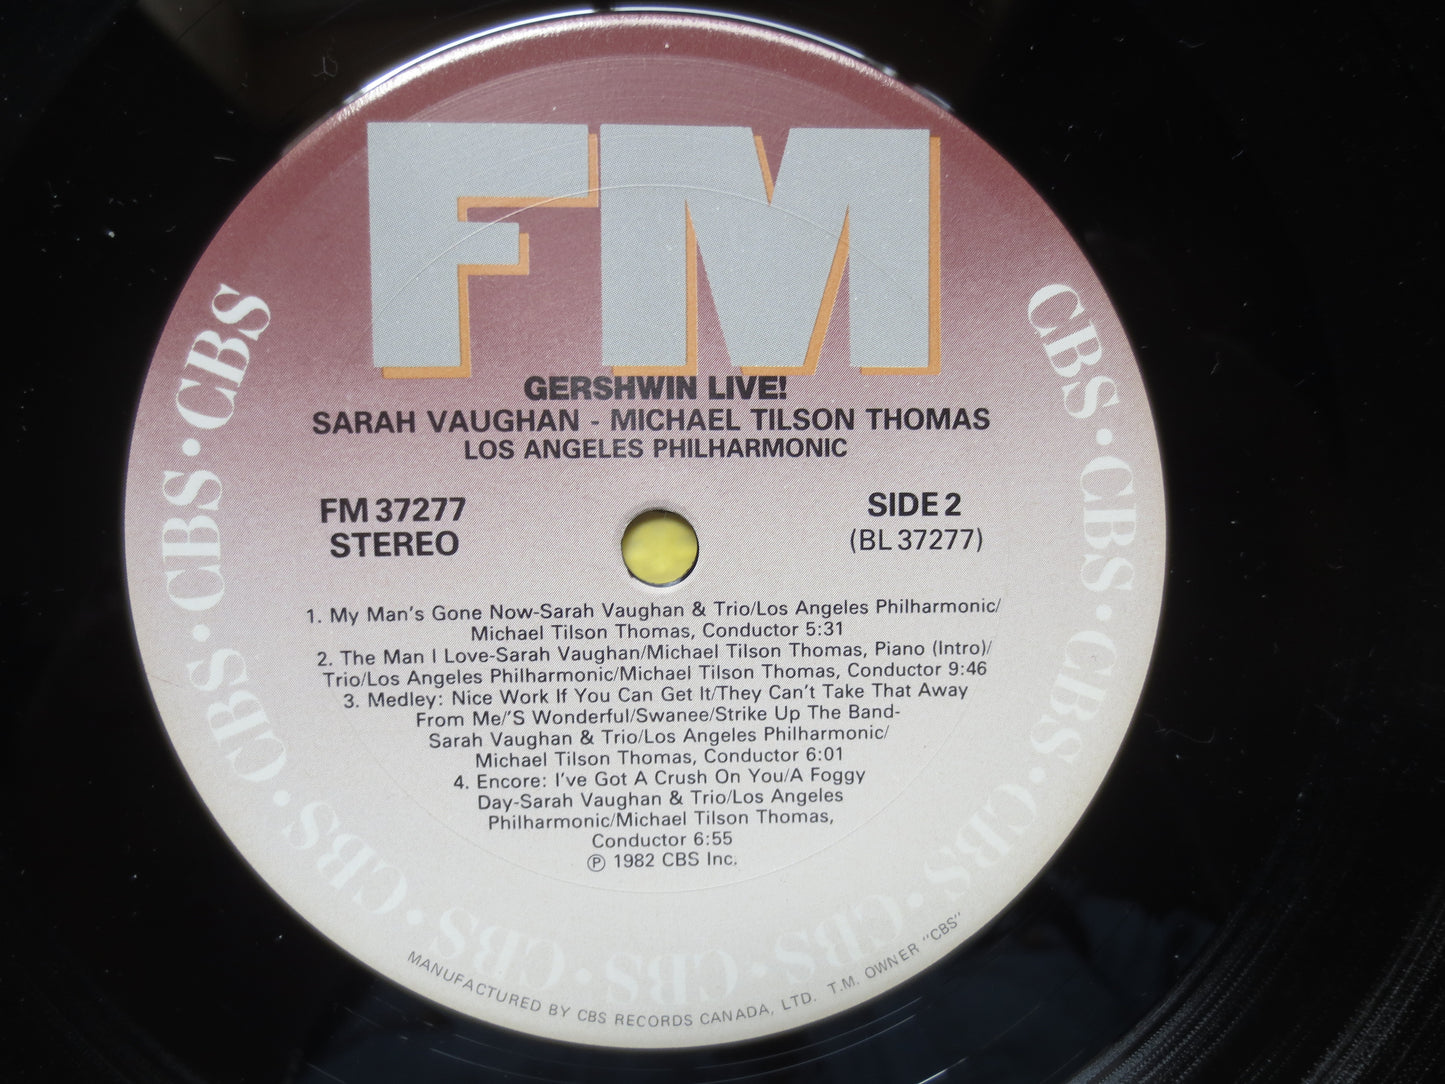 FM
GERSHWIN LIVE!
SARAH VAUGHAN - MICHAEL TILSON THOMAS
LOS ANGELES PHILHARMONIC
FM 37277
STEREO
SIDE 2
(BL 37277)
1. My Man's Gone Now-Sarah Vaughan & Trio/Los Angeles Philharmonic/
Michael Tilson Thomas, Conductor 5:31
2. The Man I Love-Sarah Vaughan/Michael Tilson Thomas, Piano (Intro)/
Trio/Los Angeles Philharmonic/Michael Tilson Thomas, Conductor 9:46
3. Medley: Nice Work If You Can Get It/They Can't Take That Away
From Me/'S Wonderful/Swanee/Strike Up The Band-
Sarah Vaughan & Trio/Los Angeles Philharmonic/
Michael Tilson Thomas, Conductor 6:01
4. Encore: I've Got A Crush On You/A Foggy
Day-Sarah Vaughan & Trio/Los Angeles
Philharmonic/Michael Tilson Thomas,
Conductor 6:55
℗ 1982 CBS Inc.
CBS · CBS · CBS · CBS · CBS · CBS · CBS · CBS · CBS · CBS · CBS · CBS · CBS
MANUFACTURED BY CBS RECORDS CANADA, LTD. T.M. OWNER "CBS"